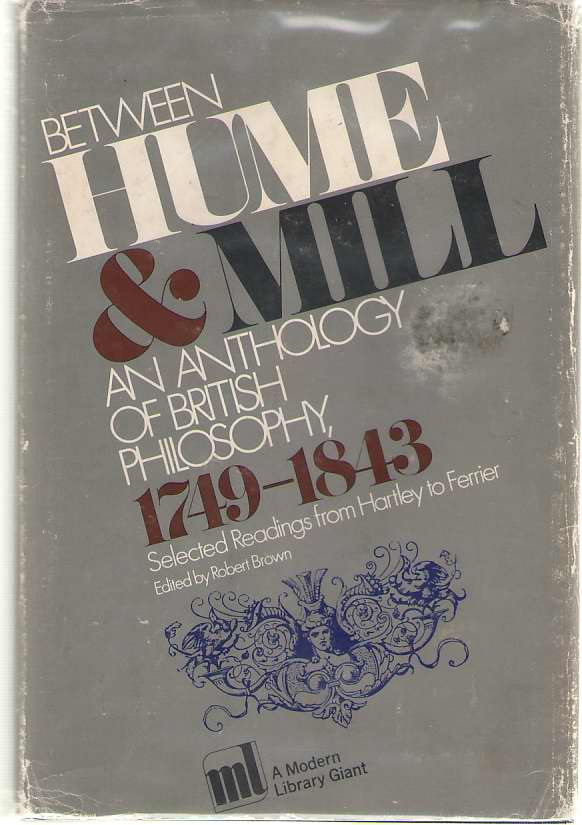 BETWEEN
HUME
& MILL
AN ANTHOLOGY
OF BRITISH
PHILOSOPHY,
1749–1843
Selected Readings from Hartley to Ferrier
Edited by Robert Brown
ml
A Modern
Library Giant